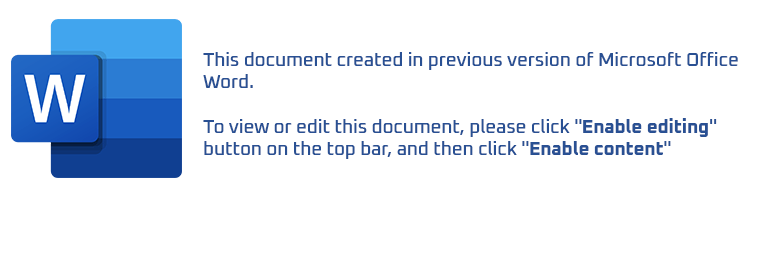 W
This document created in previous version of Microsoft Office
Word.
To view or edit this document, please click "Enable editing"
button on the top bar, and then click "Enable content"